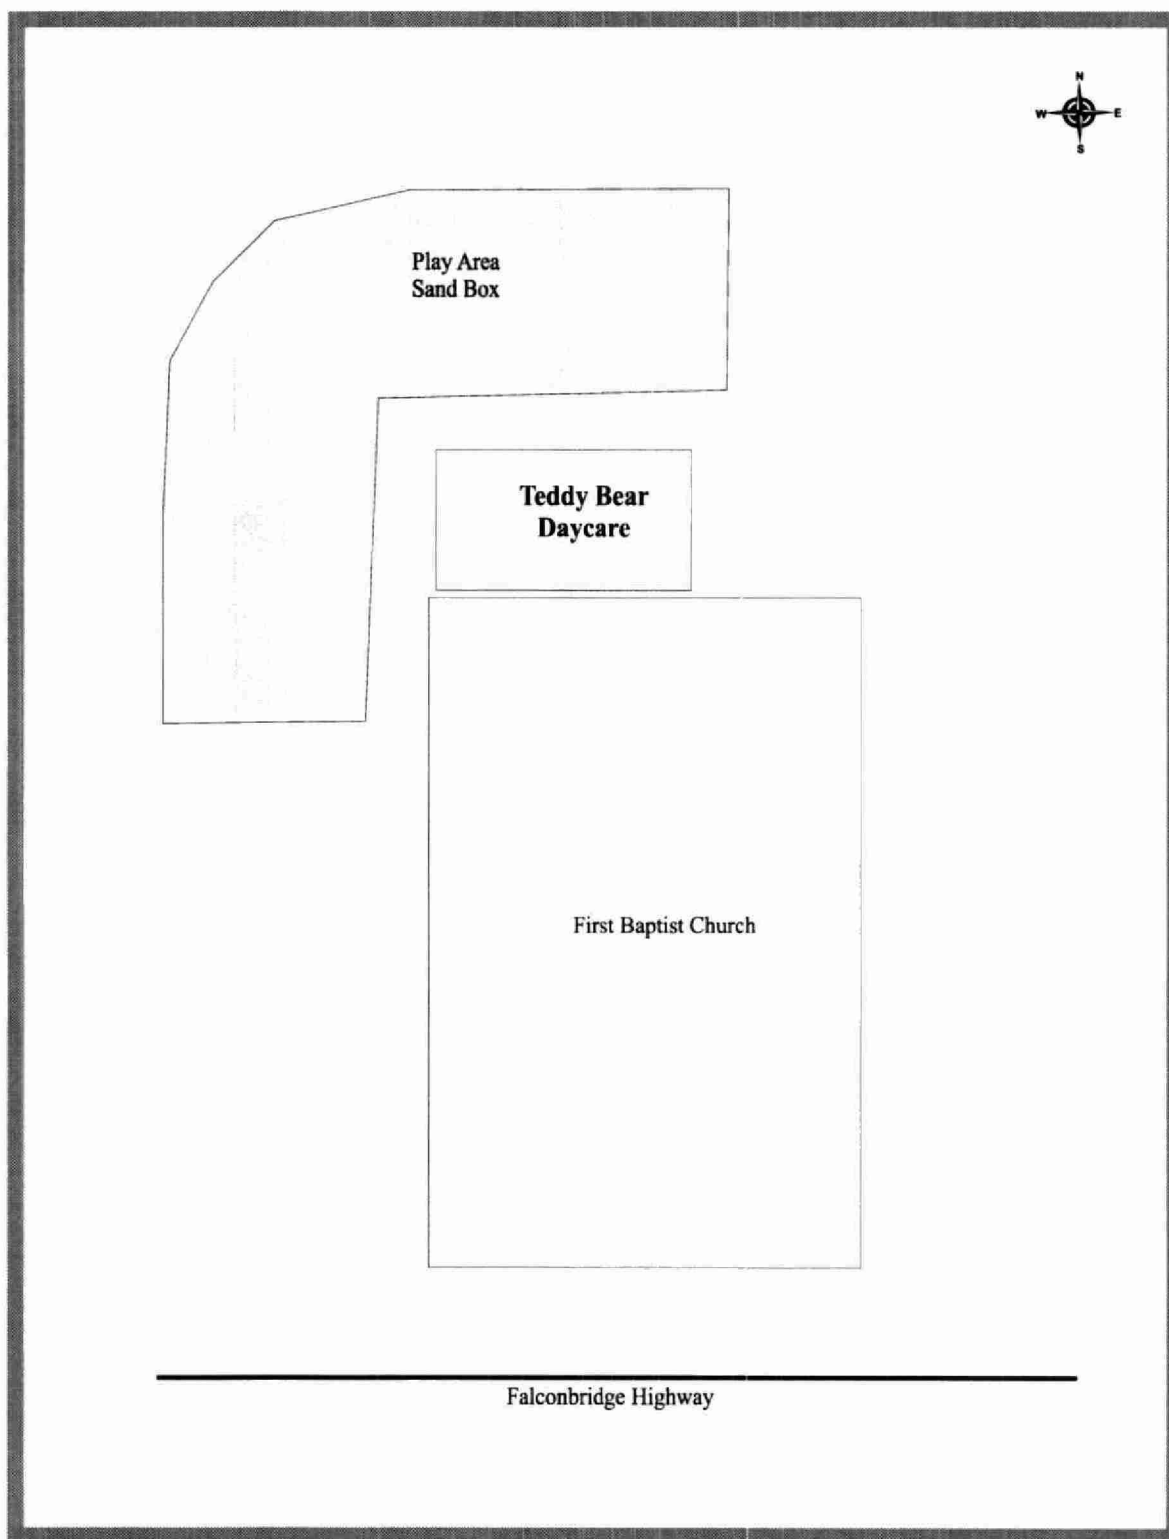 N
W E
S
Play Area
Sand Box
Teddy Bear
Daycare
First Baptist Church
Falconbridge Highway